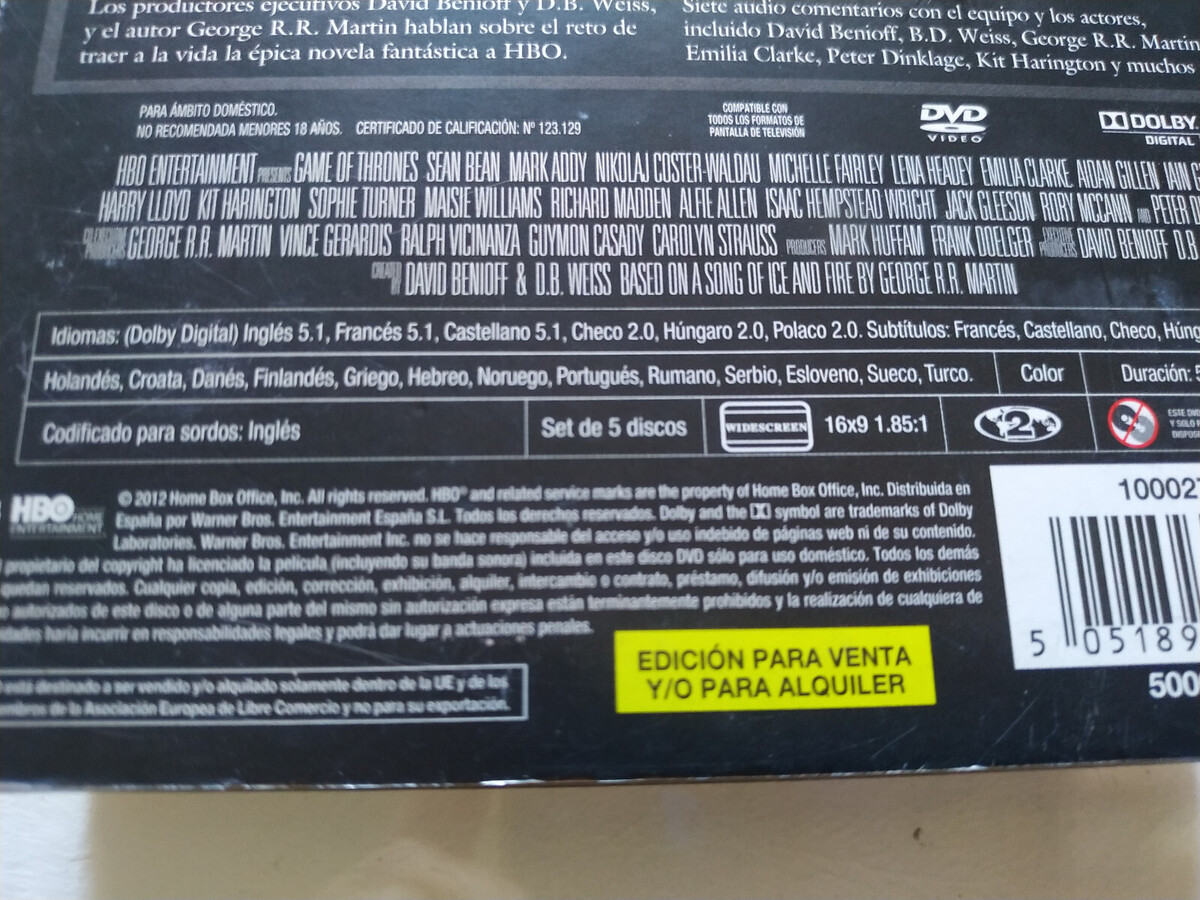 Los productores ejecutivos David Benioff y D.B. Weiss,
y el autor George R.R. Martin hablan sobre el reto de
traer a la vida la épica novela fantástica a HBO.
Siete audio comentarios con el equipo y los actores,
incluido David Benioff, B.D. Weiss, George R.R. Martin
Emilia Clarke, Peter Dinklage, Kit Harington y muchos
PARA ÁMBITO DOMÉSTICO.
NO RECOMENDADA MENORES 18 AÑOS. CERTIFICADO DE CALIFICACIÓN: Nº 123.129
COMPATIBLE CON
TODOS LOS FORMATOS DE
PANTALLA DE TELEVISIÓN
DVD
VIDEO
DOLBY
DIGITAL
HBO ENTERTAINMENT PRESENTS GAME OF THRONES SEAN BEAN MARK ADDY NIKOLAJ COSTER-WALDAU MICHELLE FAIRLEY LENA HEADEY EMILIA CLARKE AIDAN GILLEN IAIN
HARRY LLOYD KIT HARINGTON SOPHIE TURNER MAISIE WILLIAMS RICHARD MADDEN ALFIE ALLEN ISAAC HEMPSTEAD WRIGHT JACK GLEESON RORY MCCANN AND PETER
GEORGE R.R. MARTIN VINCE GERARDIS RALPH VICINANZA GUYMON CASADY CAROLYN STRAUSS PRODUCERS MARK HUFFAM FRANK DOELGER EXECUTIVE PRODUCERS DAVID BENIOFF D.B.
CREATED BY DAVID BENIOFF & D.B. WEISS BASED ON A SONG OF ICE AND FIRE BY GEORGE R.R. MARTIN
Idiomas: (Dolby Digital) Inglés 5.1, Francés 5.1, Castellano 5.1, Checo 2.0, Húngaro 2.0, Polaco 2.0. Subtítulos: Francés, Castellano, Checo, Húng
Holandés, Croata, Danés, Finlandés, Griego, Hebreo, Noruego, Portugués, Rumano, Serbio, Esloveno, Sueco, Turco.
Color
Duración: 5
Codificado para sordos: Inglés
Set de 5 discos
WIDESCREEN
16x9 1.85:1
2
ESTE DVD
Y SOLO
DISPOS
HBO
HOME
ENTERTAINMENT
© 2012 Home Box Office, Inc. All rights reserved. HBO® and related service marks are the property of Home Box Office, Inc. Distribuida en
España por Warner Bros. Entertainment España S.L. Todos los derechos reservados. Dolby and the symbol are trademarks of Dolby
Laboratories. Warner Bros. Entertainment Inc. no se hace responsable del acceso y/o uso indebido de páginas web ni de su contenido.
propietario del copyright ha licenciado la película (incluyendo su banda sonora) incluida en este disco DVD sólo para uso doméstico. Todos los demás
quedan reservados. Cualquier copia, edición, corrección, exhibición, alquiler, intercambio o contrato, préstamo, difusión y/o emisión de exhibiciones
autorizados de este disco o de alguna parte del mismo sin autorización expresa están terminantemente prohibidos y la realización de cualquiera de
haría incurrir en responsabilidades legales y podrá dar lugar a actuaciones penales.
está destinado a ser vendido y/o alquilado solamente dentro de la UE y de los
de la Asociación Europea de Libre Comercio y no para su exportación.
EDICIÓN PARA VENTA
Y/O PARA ALQUILER
10002
5 05189
500